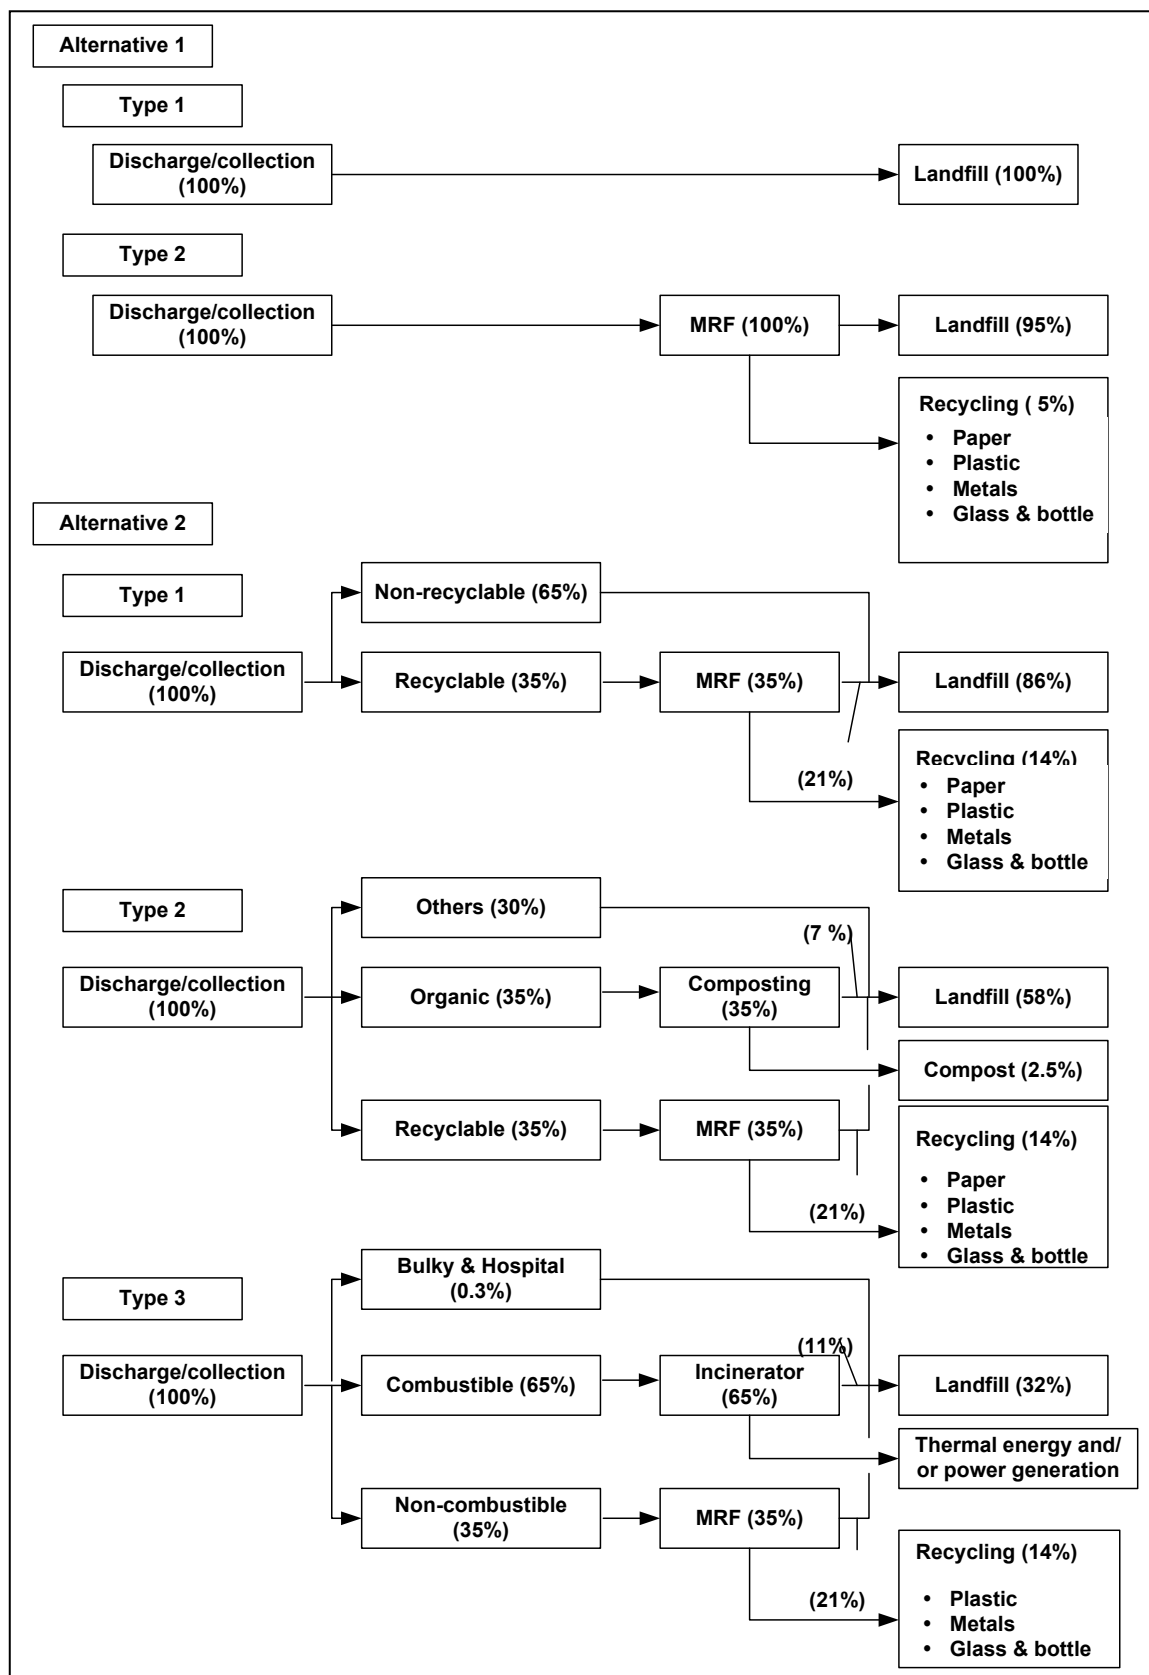 Alternative 1
Type 1
Discharge/collection
(100%)
Landfill (100%)
Type 2
Discharge/collection
(100%)
MRF (100%)
Landfill (95%)
Recycling ( 5%)
• Paper
• Plastic
• Metals
• Glass & bottle
Alternative 2
Type 1
Non-recyclable (65%)
Discharge/collection
(100%)
Recyclable (35%)
MRF (35%)
Landfill (86%)
(21%)
Recycling (14%)
• Paper
• Plastic
• Metals
• Glass & bottle
Type 2
Others (30%)
(7 %)
Discharge/collection
(100%)
Organic (35%)
Composting
(35%)
Landfill (58%)
Compost (2.5%)
Recyclable (35%)
MRF (35%)
(21%)
Recycling (14%)
• Paper
• Plastic
• Metals
• Glass & bottle
Type 3
Bulky & Hospital
(0.3%)
(11%)
Discharge/collection
(100%)
Combustible (65%)
Incinerator
(65%)
Landfill (32%)
Thermal energy and/
or power generation
Non-combustible
(35%)
MRF (35%)
(21%)
Recycling (14%)
• Plastic
• Metals
• Glass & bottle